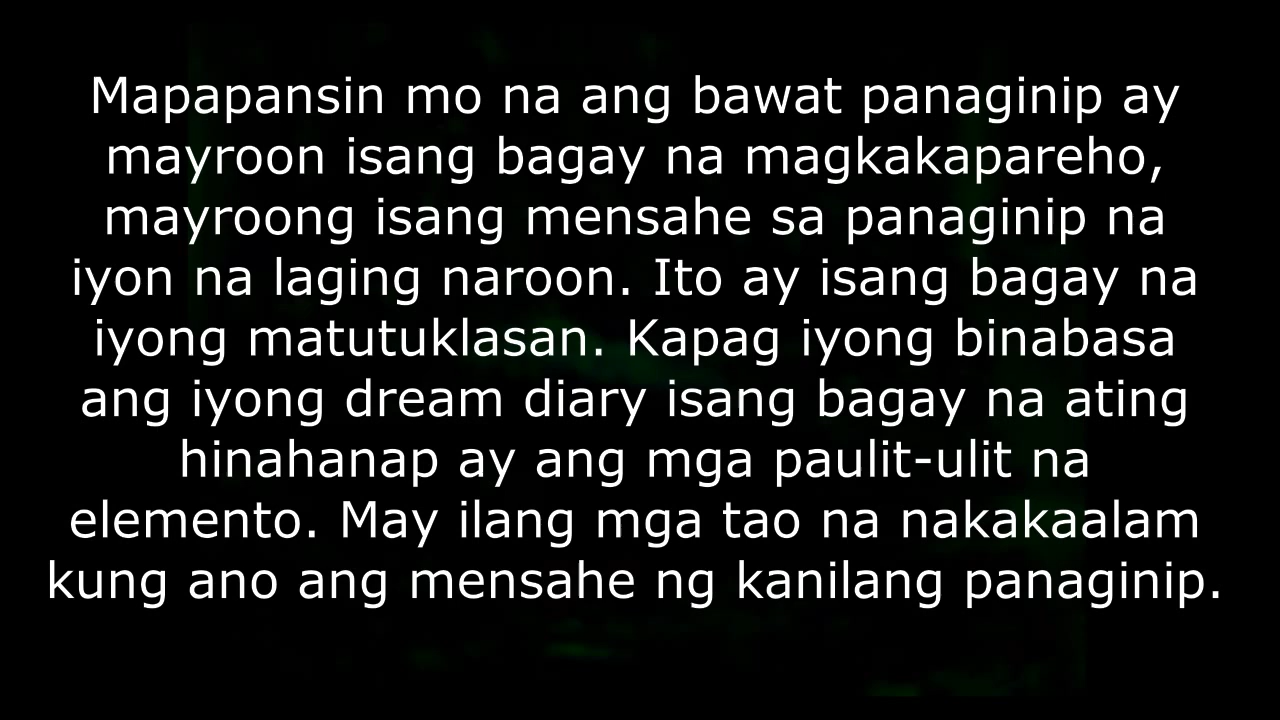 Mapapansin mo na ang bawat panaginip ay
mayroon isang bagay na magkakapareho,
mayroong isang mensahe sa panaginip na
iyon na laging naroon. Ito ay isang bagay na
iyong matutuklasan. Kapag iyong binabasa
ang iyong dream diary isang bagay na ating
hinahanap ay ang mga paulit-ulit na
elemento. May ilang mga tao na nakakaalam
kung ano ang mensahe ng kanilang panaginip.